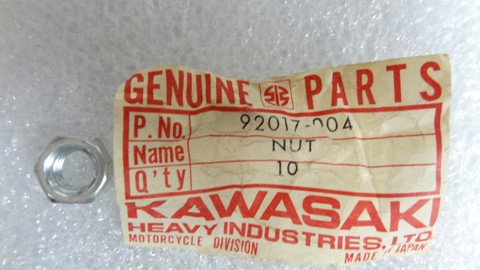 GENUINE PARTS
P. No. 92017-004
Name NUT
Q'ty 10
KAWASAKI
HEAVY INDUSTRIES, LTD.
MOTORCYCLE DIVISION MADE IN JAPAN